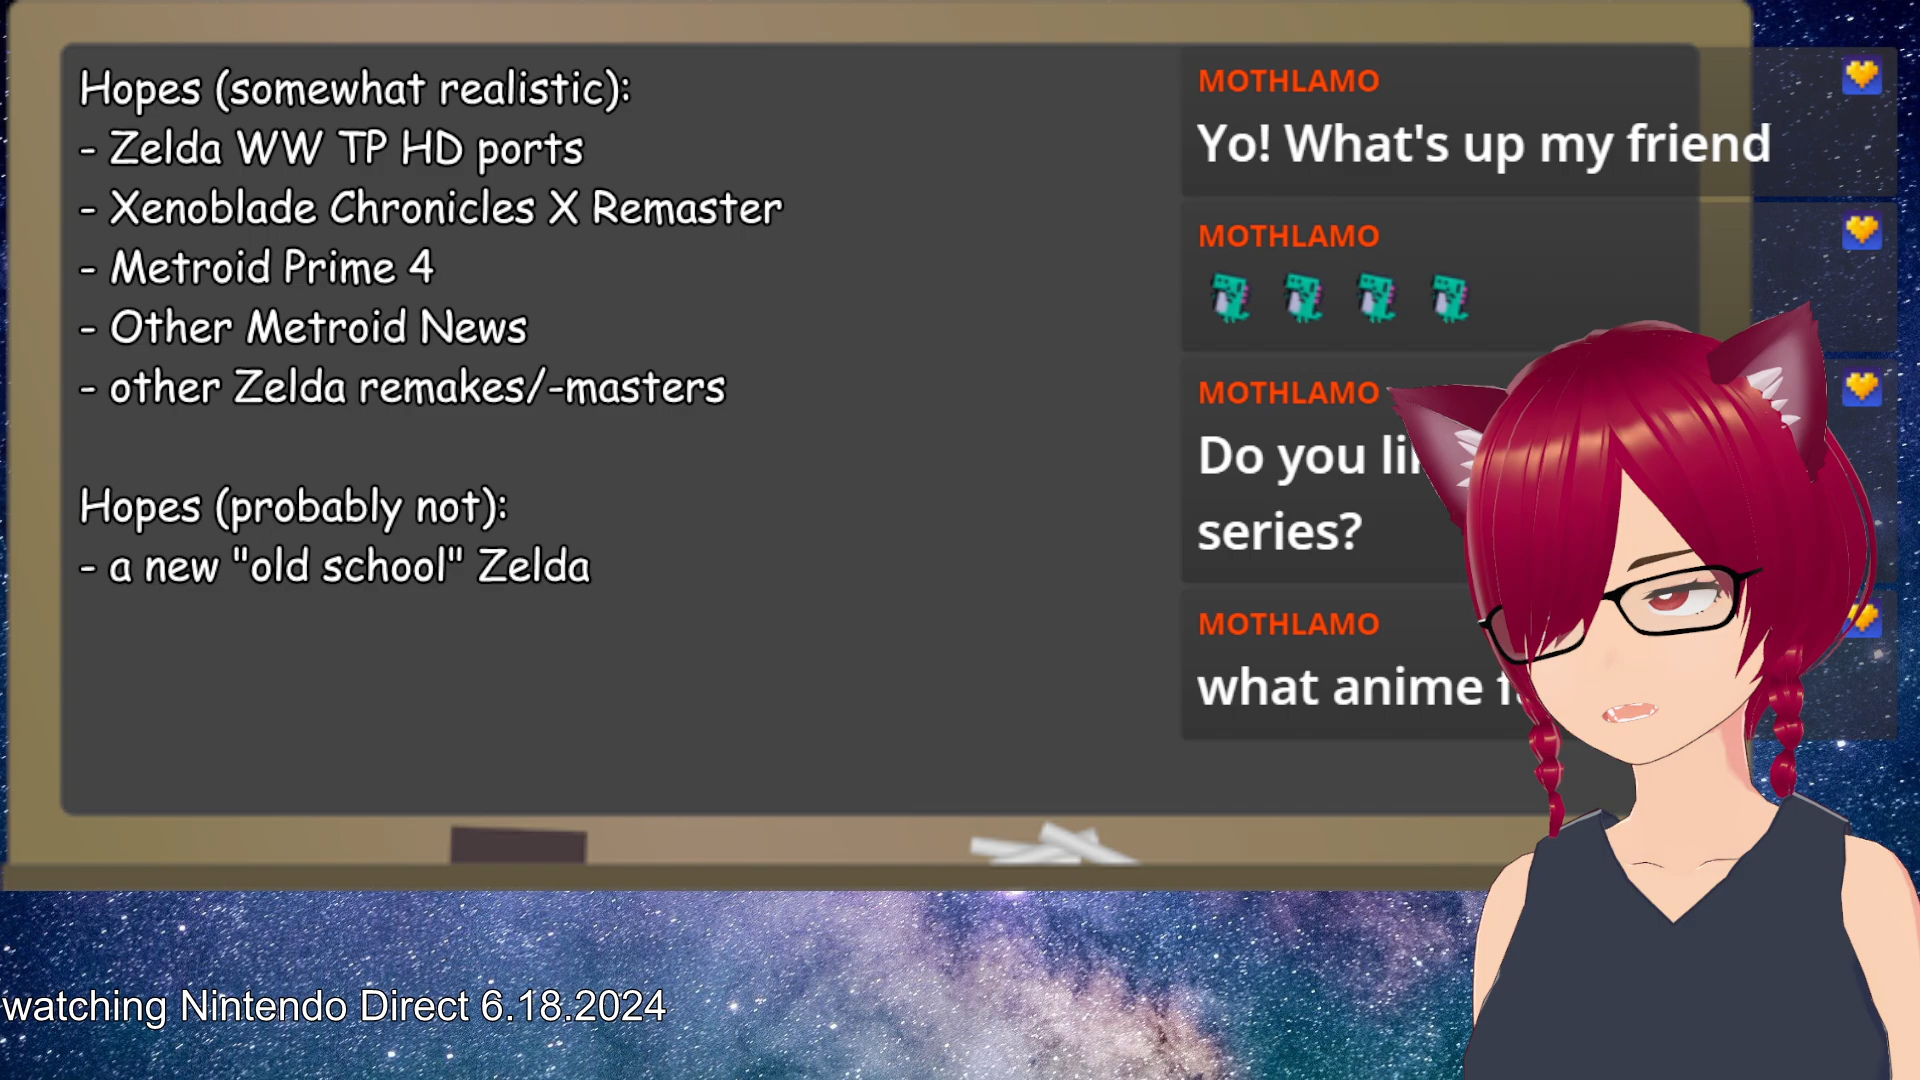 Hopes (somewhat realistic):
- Zelda WW TP HD ports
- Xenoblade Chronicles X Remaster
- Metroid Prime 4
- Other Metroid News
- other Zelda remakes/-masters
Hopes (probably not):
- a new "old school" Zelda
MOTHLAMO
Yo! What's up my friend
MOTHLAMO
MOTHLAMO
Do you
series?
MOTHLAMO
what anime
watching Nintendo Direct 6.18.2024